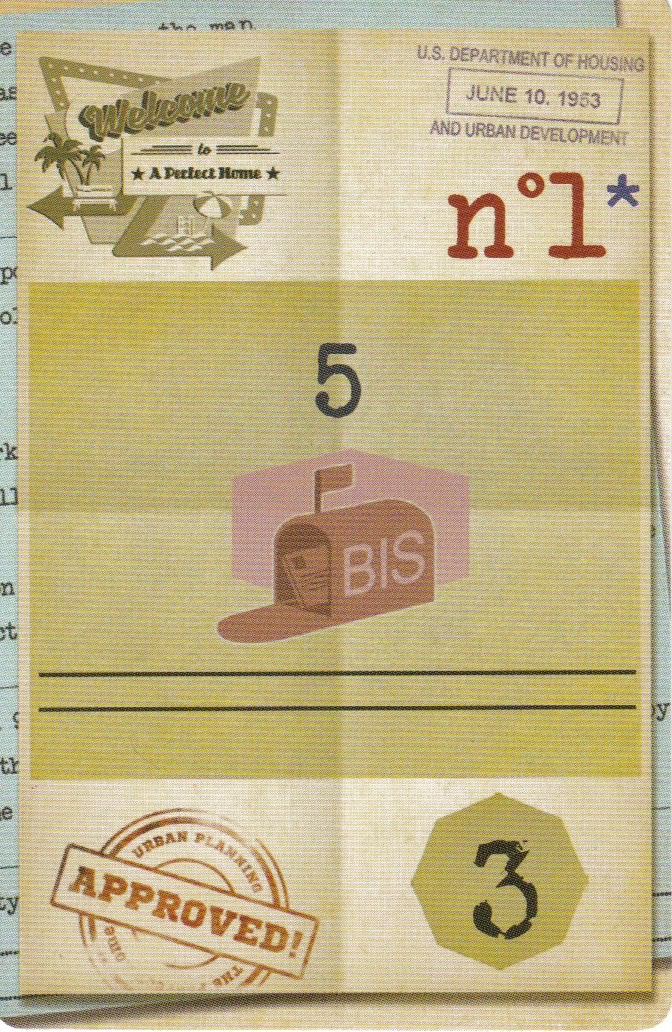 the man
Welcome
to
A Perfect Home
U.S. DEPARTMENT OF HOUSING
JUNE 10. 1953
AND URBAN DEVELOPMENT
n°1*
5
BIS
URBAN PLANNING
APPROVED!
3